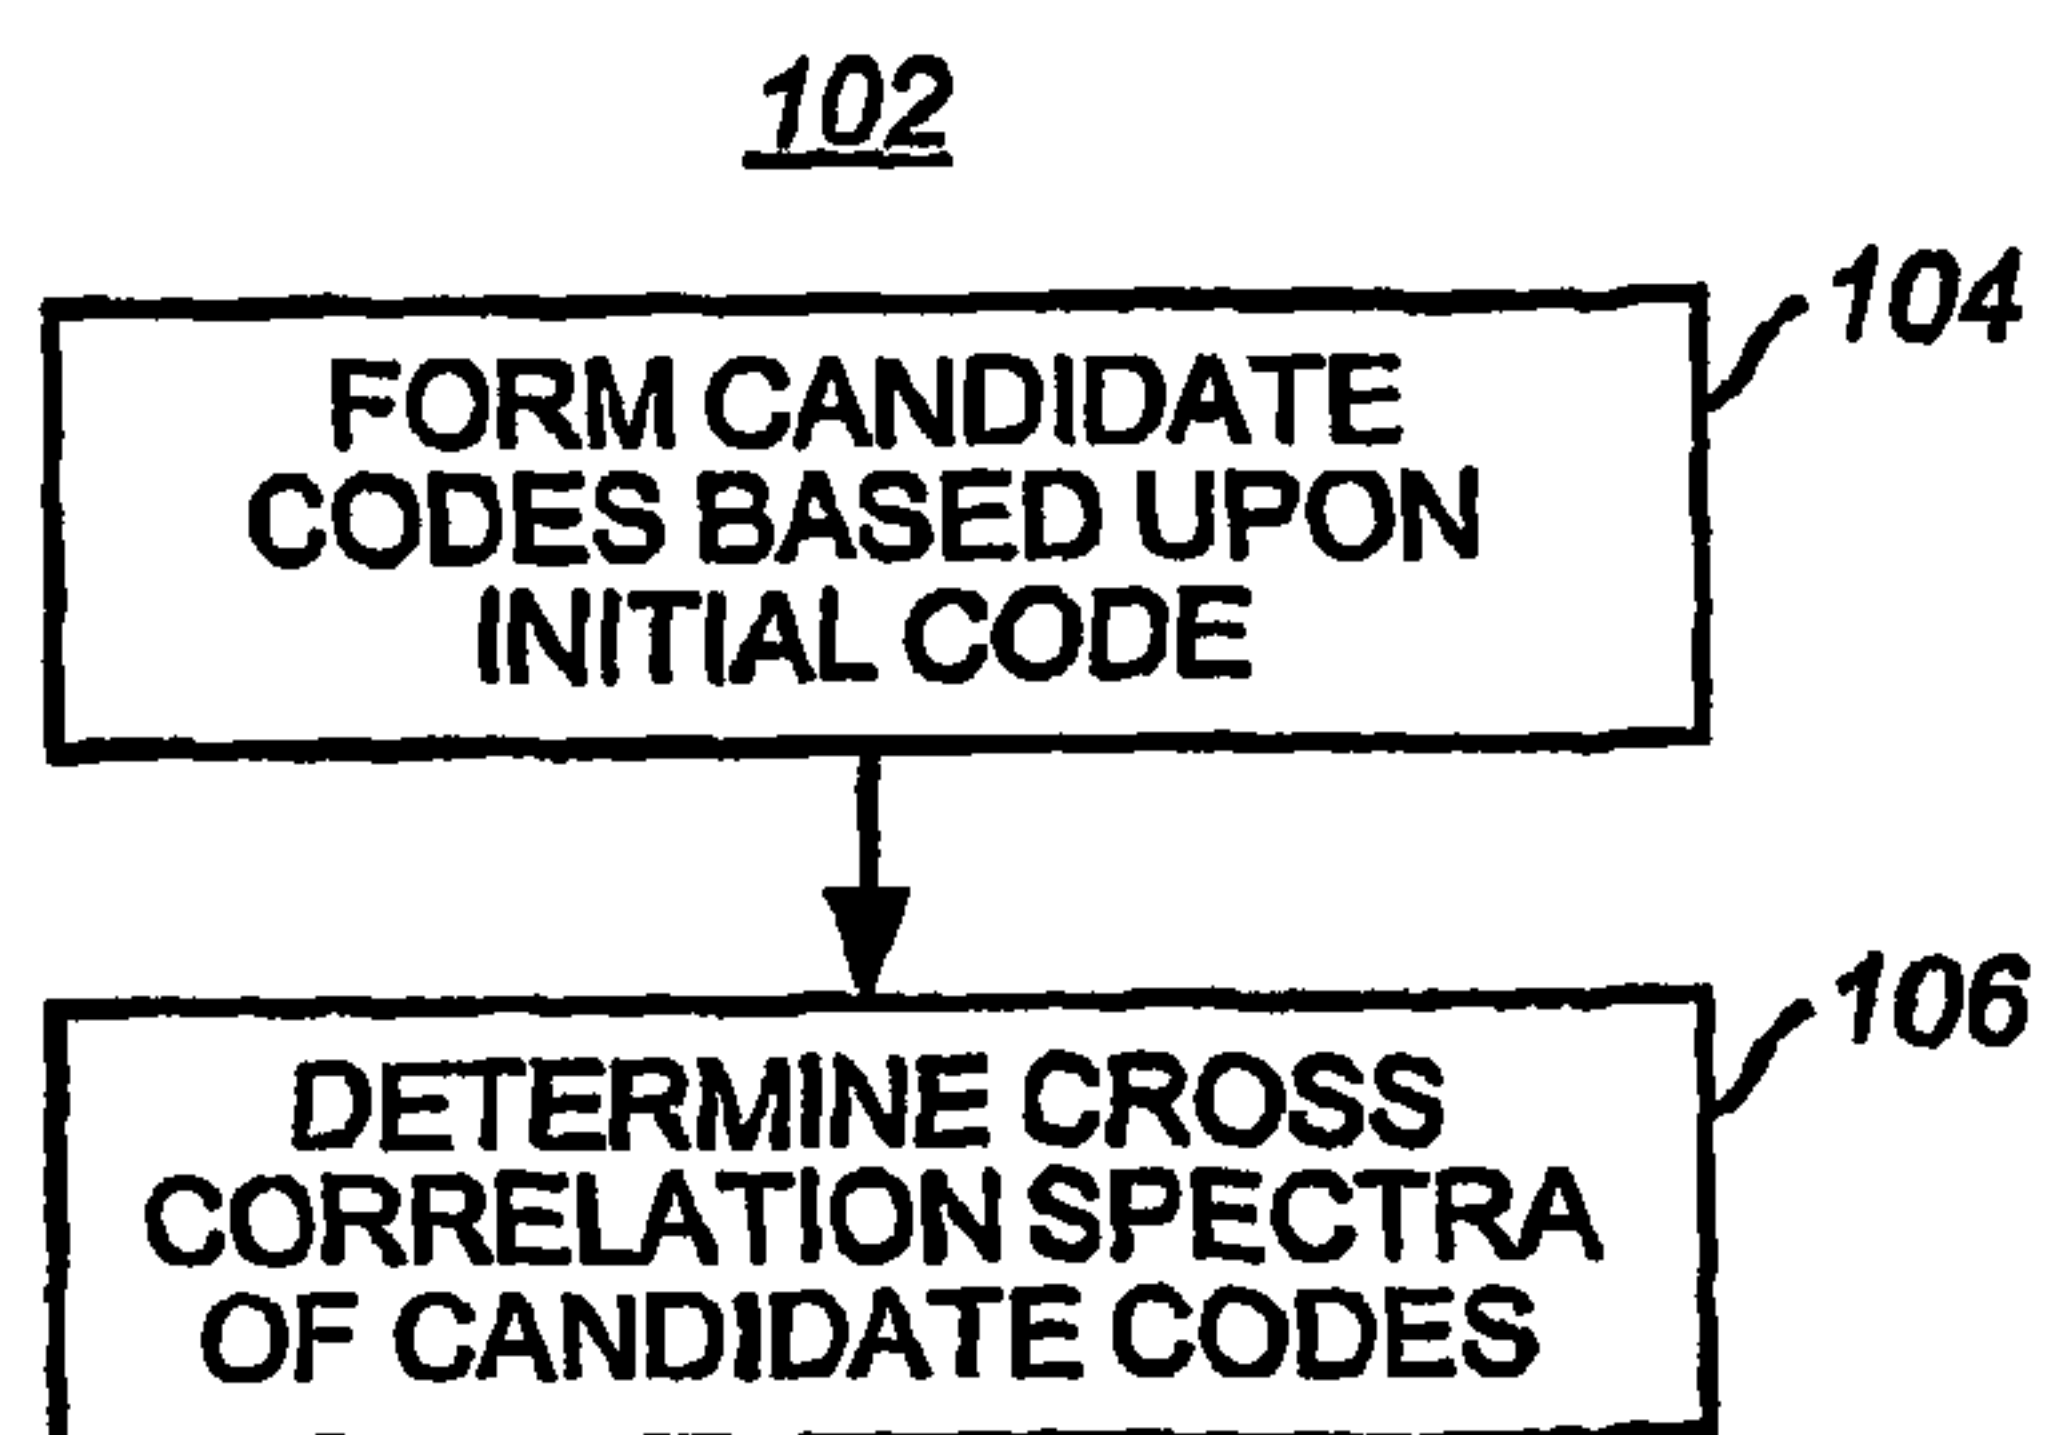 102
104
FORM CANDIDATE
CODES BASED UPON
INITIAL CODE
106
DETERMINE CROSS
CORRELATION SPECTRA
OF CANDIDATE CODES